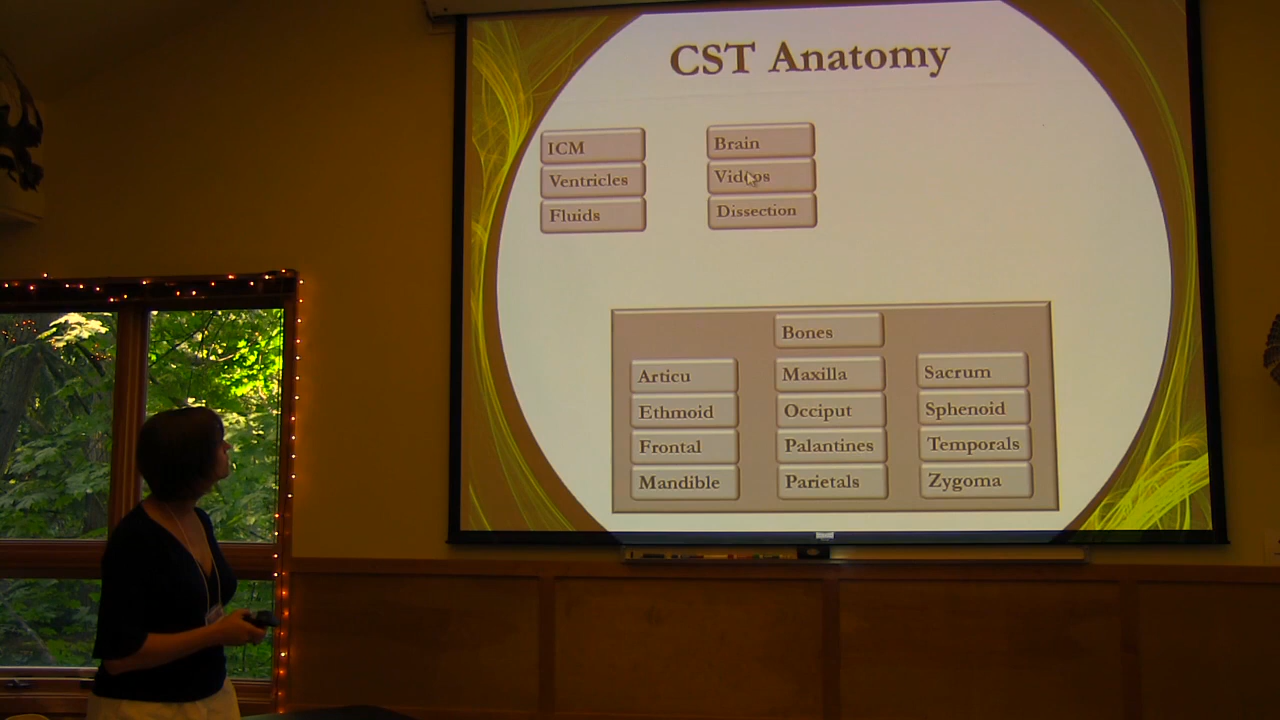 CST Anatomy
ICM
Ventricles
Fluids
Brain
Videos
Dissection
Bones
Articu
Ethmoid
Frontal
Mandible
Maxilla
Occiput
Palantines
Parietals
Sacrum
Sphenoid
Temporals
Zygoma